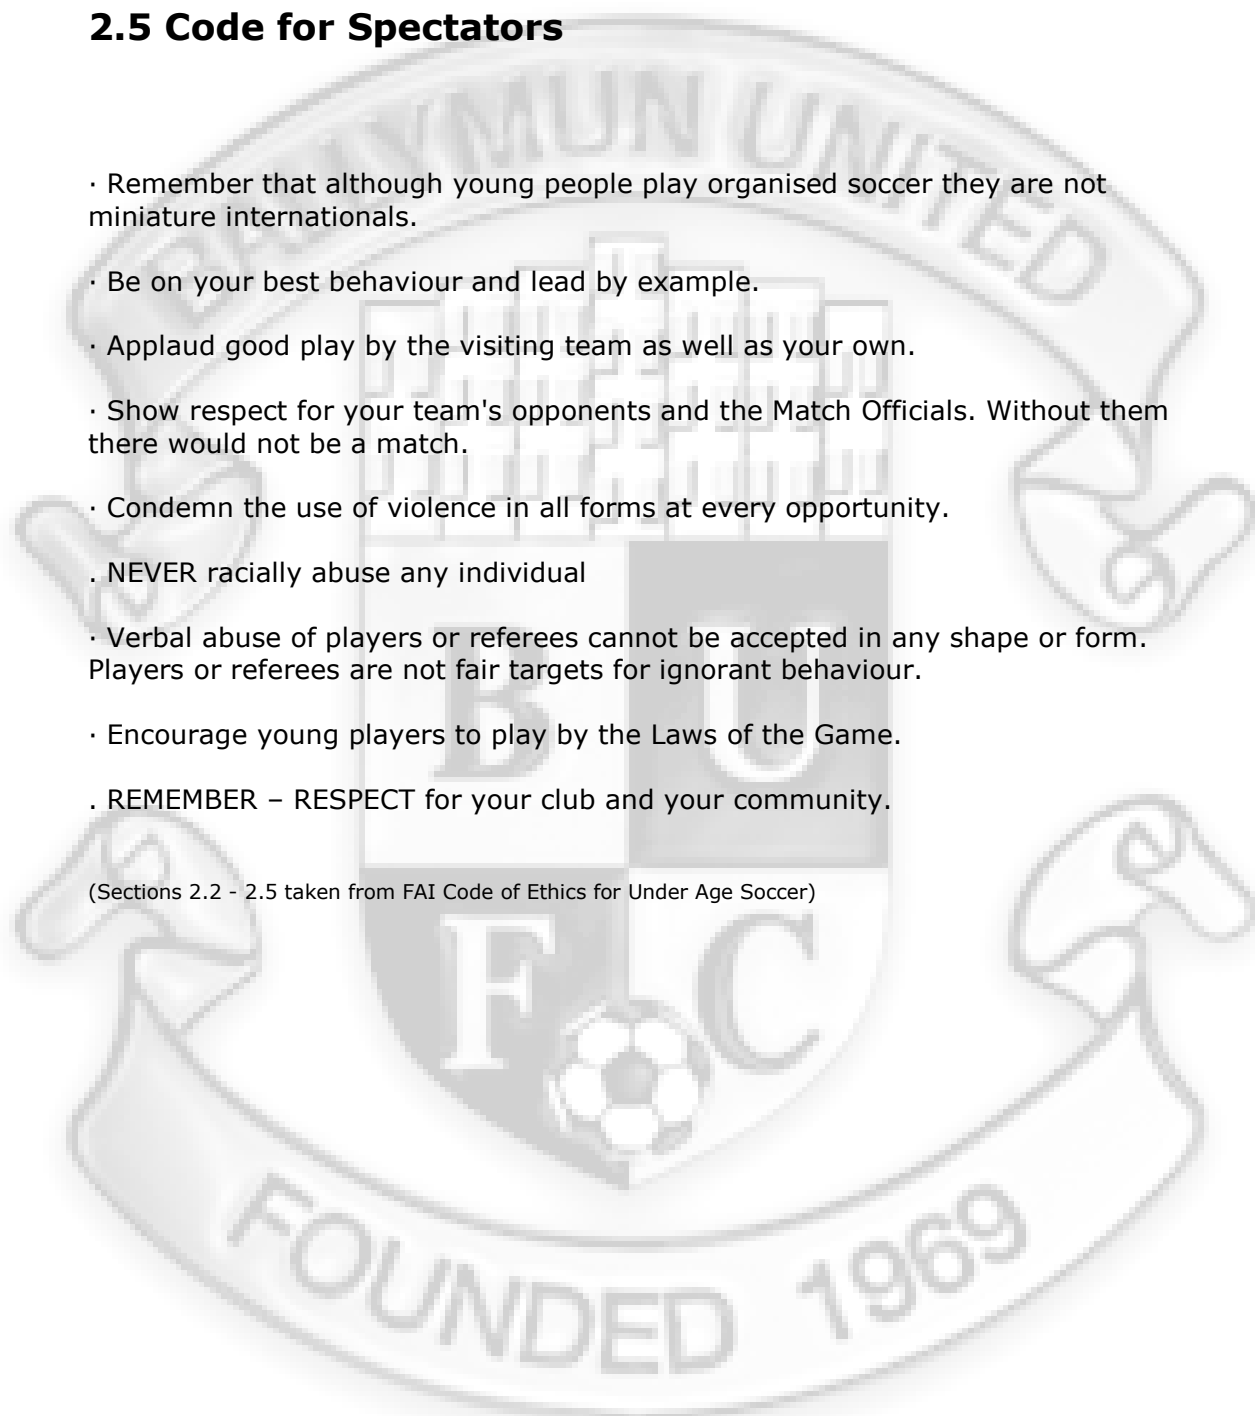 2.5 Code for Spectators
BALLYMUN UNITED
· Remember that although young people play organised soccer they are not
miniature internationals.
· Be on your best behaviour and lead by example.
· Applaud good play by the visiting team as well as your own.
· Show respect for your team's opponents and the Match Officials. Without them
there would not be a match.
· Condemn the use of violence in all forms at every opportunity.
. NEVER racially abuse any individual
· Verbal abuse of players or referees cannot be accepted in any shape or form.
Players or referees are not fair targets for ignorant behaviour.
· Encourage young players to play by the Laws of the Game.
. REMEMBER – RESPECT for your club and your community.
(Sections 2.2 - 2.5 taken from FAI Code of Ethics for Under Age Soccer)
B U
F C
FOUNDED 1969